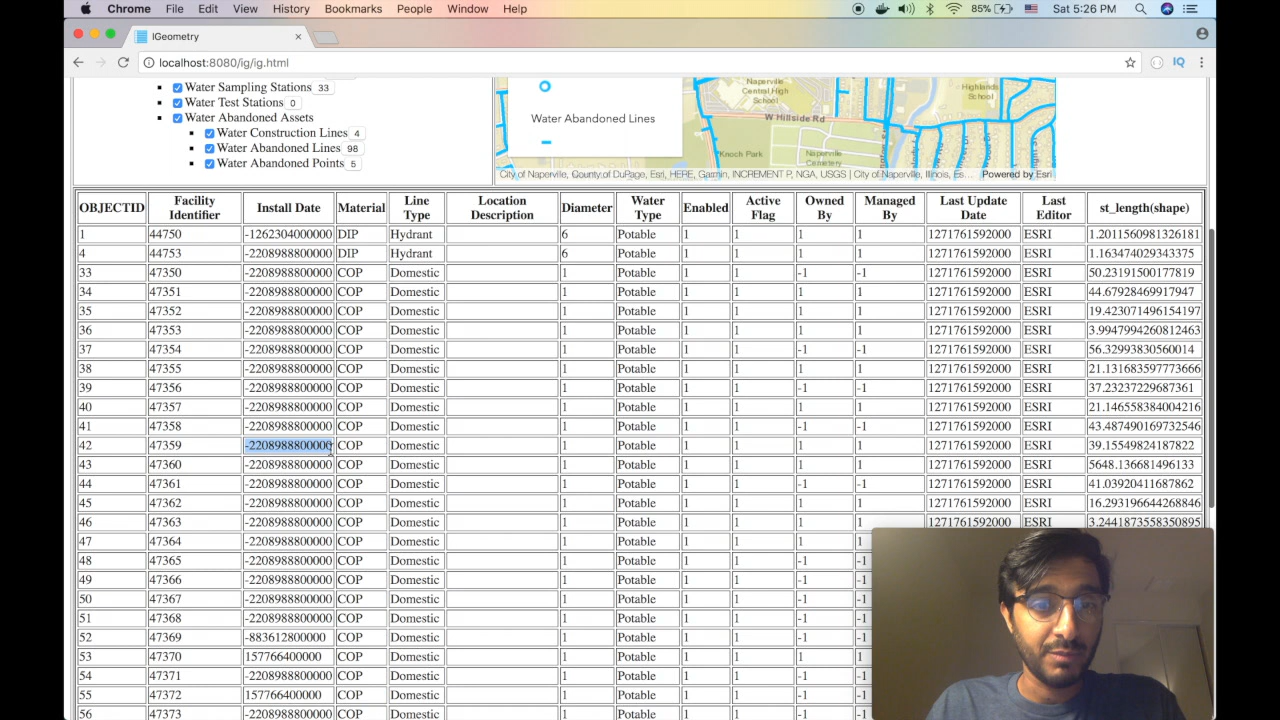 Chrome File Edit View History Bookmarks People Window Help 85% Sat 5:26 PM
IGeometry
localhost:8080/ig/ig.html IQ
Water Sampling Stations 33
Water Test Stations 0
Water Abandoned Assets
Water Construction Lines 4
Water Abandoned Lines 98
Water Abandoned Points 5
Water Abandoned Lines
Naperville Central High School
W Hillside Rd
Highlands School
Knoch Park
Naperville Cemetery
City of Naperville, County of DuPage, Esri, HERE, Garmin, INCREMENT P, NGA, USGS | City of Naperville, Illinois, Es... Powered by Esri
OBJECTID Facility Identifier Install Date Material Line Type Location Description Diameter Water Type Enabled Active Flag Owned By Managed By Last Update Date Last Editor st_length(shape)
1 44750 -1262304000000 DIP Hydrant 6 Potable 1 1 1 1 1271761592000 ESRI 1.2011560981326181
4 44753 -2208988800000 DIP Hydrant 6 Potable 1 1 1 1 1271761592000 ESRI 1.163474029343375
33 47350 -2208988800000 COP Domestic 1 Potable 1 1 -1 -1 1271761592000 ESRI 50.23191500177819
34 47351 -2208988800000 COP Domestic 1 Potable 1 1 1 1 1271761592000 ESRI 44.67928469917947
35 47352 -2208988800000 COP Domestic 1 Potable 1 1 1 1 1271761592000 ESRI 19.423071496154197
36 47353 -2208988800000 COP Domestic 1 Potable 1 1 1 1 1271761592000 ESRI 3.9947994260812463
37 47354 -2208988800000 COP Domestic 1 Potable 1 1 -1 -1 1271761592000 ESRI 56.32993830560014
38 47355 -2208988800000 COP Domestic 1 Potable 1 1 1 1 1271761592000 ESRI 21.131683597773666
39 47356 -2208988800000 COP Domestic 1 Potable 1 1 -1 -1 1271761592000 ESRI 37.23237229687361
40 47357 -2208988800000 COP Domestic 1 Potable 1 1 1 1 1271761592000 ESRI 21.146558384004216
41 47358 -2208988800000 COP Domestic 1 Potable 1 1 -1 -1 1271761592000 ESRI 43.487490169732546
42 47359 -2208988800000 COP Domestic 1 Potable 1 1 1 1 1271761592000 ESRI 39.15549824187822
43 47360 -2208988800000 COP Domestic 1 Potable 1 1 1 1 1271761592000 ESRI 5648.136681496133
44 47361 -2208988800000 COP Domestic 1 Potable 1 1 -1 -1 1271761592000 ESRI 41.03920411687862
45 47362 -2208988800000 COP Domestic 1 Potable 1 1 1 1 1271761592000 ESRI 16.293196644268846
46 47363 -2208988800000 COP Domestic 1 Potable 1 1 1 1 1271761592000 ESRI 3.2441873558350895
47 47364 -2208988800000 COP Domestic 1 Potable 1 1 1 1
48 47365 -2208988800000 COP Domestic 1 Potable 1 1 -1 -1
49 47366 -2208988800000 COP Domestic 1 Potable 1 1 -1 -1
50 47367 -2208988800000 COP Domestic 1 Potable 1 1 -1 -1
51 47368 -2208988800000 COP Domestic 1 Potable 1 1 -1 -1
52 47369 -883612800000 COP Domestic 1 Potable 1 1 -1 -1
53 47370 157766400000 COP Domestic 1 Potable 1 1 1 1
54 47371 -2208988800000 COP Domestic 1 Potable 1 1 -1 -1
55 47372 157766400000 COP Domestic 1 Potable 1 1 -1 -1
56 47373 -2208988800000 COP Domestic 1 Potable 1 1 -1 -1